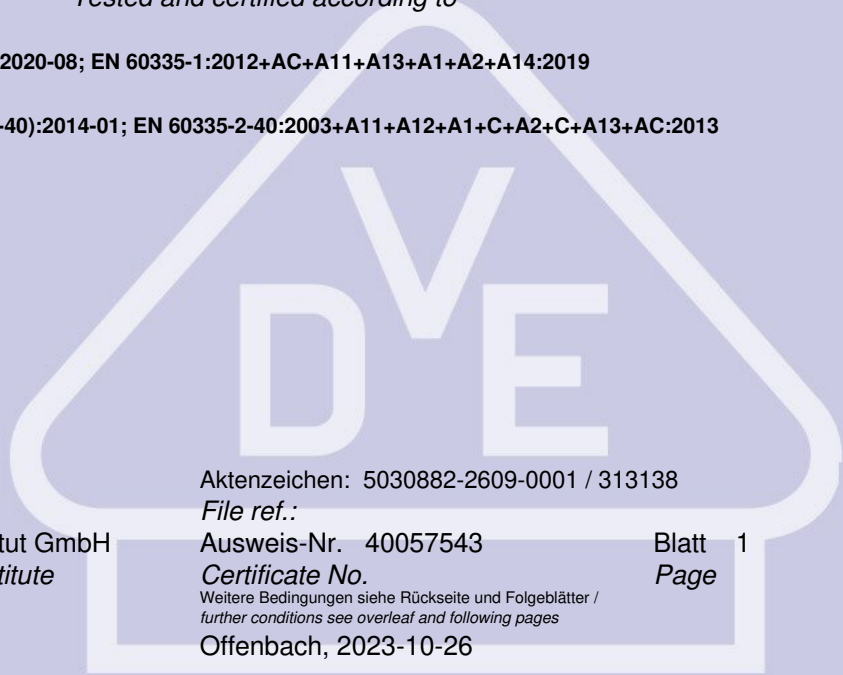 Tested and certified according to
2020-08; EN 60335-1:2012+AC+A11+A13+A1+A2+A14:2019
-40):2014-01; EN 60335-2-40:2003+A11+A12+A1+C+A2+C+A13+AC:2013
VDE
Aktenzeichen: 5030882-2609-0001 / 313138
File ref.:
tut GmbH Ausweis-Nr. 40057543 Blatt 1
titute Certificate No. Page
Weitere Bedingungen siehe Rückseite und Folgeblätter /
further conditions see overleaf and following pages
Offenbach, 2023-10-26